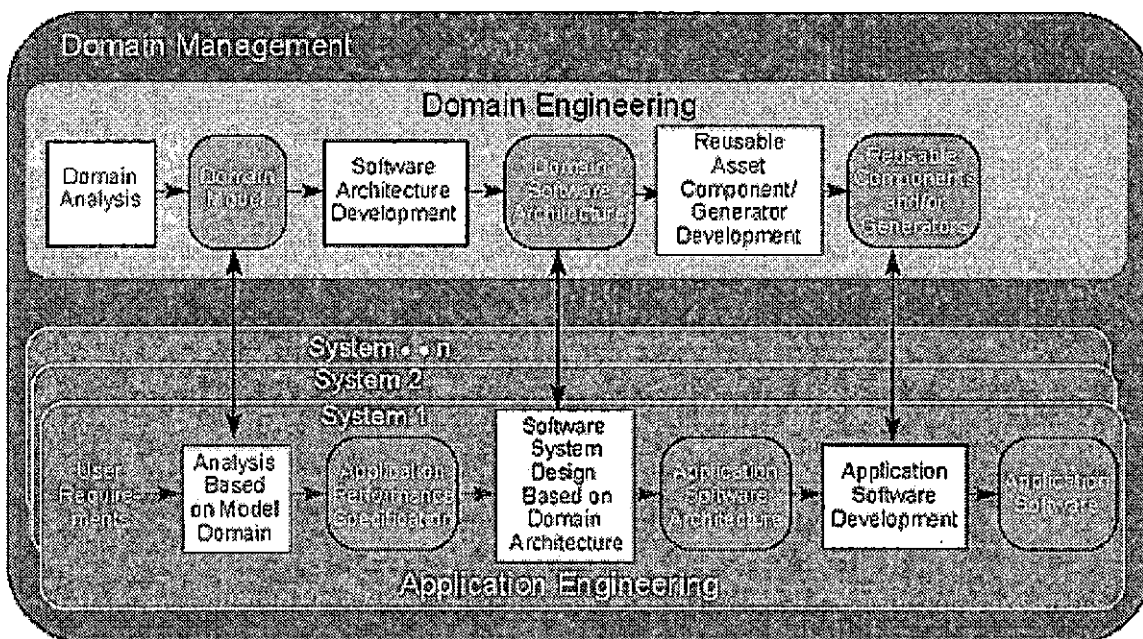 Domain Management
Domain Engineering
Domain
Analysis
Domain
Model
Software
Architecture
Development
Domain
Software
Architecture
Reusable
Asset
Component/
Generator
Development
Reusable
Components
and/or
Generators
System • • n
System 2
System 1
User
Require-
ments
Analysis
Based
on Model
Domain
Application
Performance
Specification
Software
System
Design
Based on
Domain
Architecture
Application
Software
Architecture
Application
Software
Development
Application
Software
Application Engineering